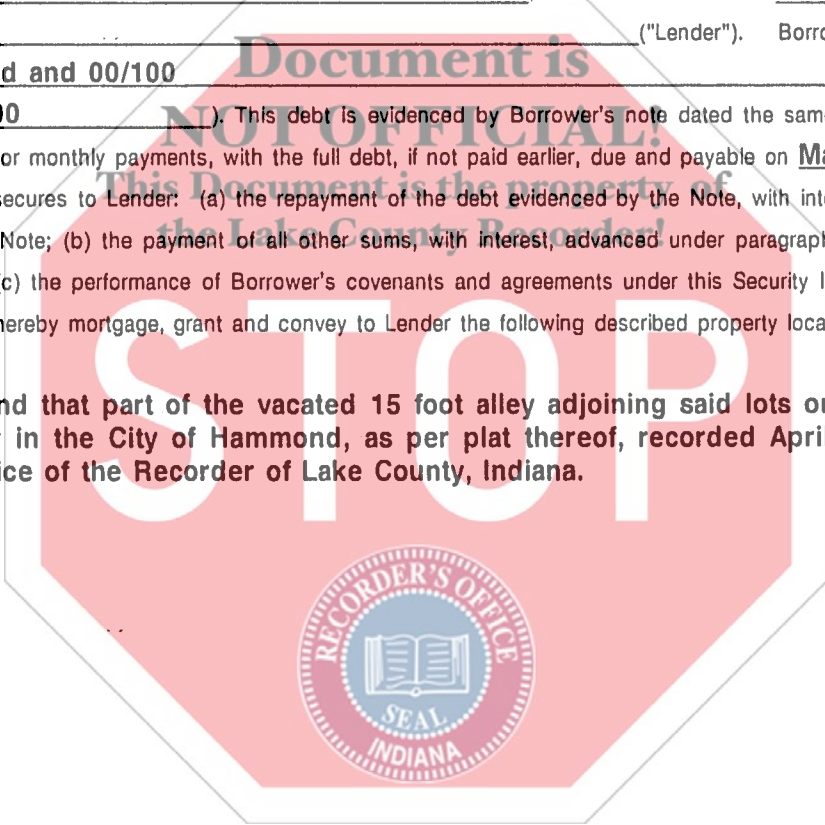 ("Lender"). Borro
Document is
d and 00/100
0 ). This debt is evidenced by Borrower's note dated the sam
NOT OFFICIAL!
or monthly payments, with the full debt, if not paid earlier, due and payable on Ma
This Document is the property of
secures to Lender: (a) the repayment of the debt evidenced by the Note, with int
the Lake County Recorder!
Note; (b) the payment of all other sums, with interest, advanced under paragraph
c) the performance of Borrower's covenants and agreements under this Security I
hereby mortgage, grant and convey to Lender the following described property loca
STOP
nd that part of the vacated 15 foot alley adjoining said lots o
in the City of Hammond, as per plat thereof, recorded April
ice of the Recorder of Lake County, Indiana.
RECORDER'S OFFICE
SEAL
INDIANA